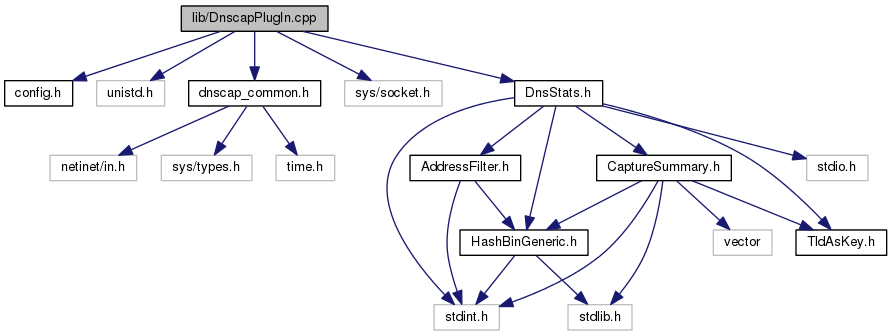 lib/DnscapPlugIn.cpp
config.h
unistd.h
dnscap_common.h
sys/socket.h
DnsStats.h
netinet/in.h
sys/types.h
time.h
AddressFilter.h
CaptureSummary.h
stdio.h
HashBinGeneric.h
vector
TldAsKey.h
stdint.h
stdlib.h